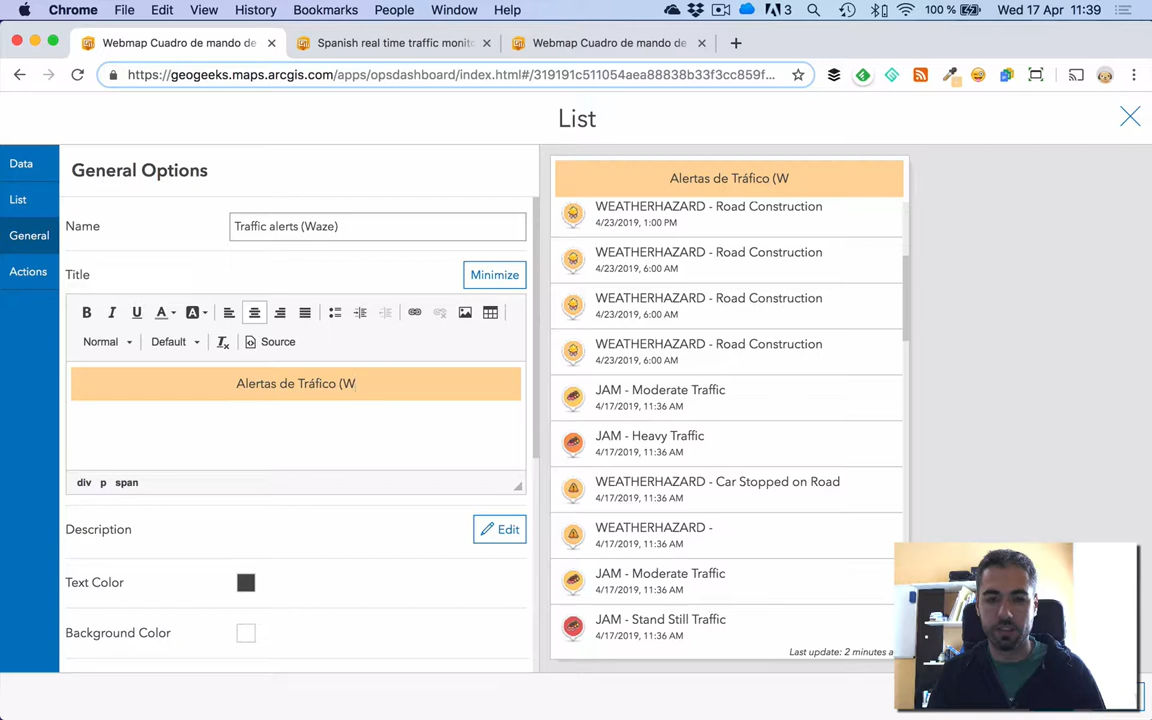 Chrome File Edit View History Bookmarks People Window Help 3 100 % Wed 17 Apr 11:39
Webmap Cuadro de mando de
Spanish real time traffic monito
Webmap Cuadro de mando de
https://geogeeks.maps.arcgis.com/apps/opsdashboard/index.html#/319191c511054aea88838b33f3cc859f...
List
Data
List
General
Actions
General Options
Name
Traffic alerts (Waze)
Title
Minimize
B I U A A
Normal Default Source
Alertas de Tráfico (W
div p span
Description
Edit
Text Color
Background Color
Alertas de Tráfico (W
WEATHERHAZARD - Road Construction
4/23/2019, 1:00 PM
WEATHERHAZARD - Road Construction
4/23/2019, 6:00 AM
WEATHERHAZARD - Road Construction
4/23/2019, 6:00 AM
WEATHERHAZARD - Road Construction
4/23/2019, 6:00 AM
JAM - Moderate Traffic
4/17/2019, 11:36 AM
JAM - Heavy Traffic
4/17/2019, 11:36 AM
WEATHERHAZARD - Car Stopped on Road
4/17/2019, 11:36 AM
WEATHERHAZARD -
4/17/2019, 11:36 AM
JAM - Moderate Traffic
4/17/2019, 11:36 AM
JAM - Stand Still Traffic
4/17/2019, 11:36 AM
Last update: 2 minutes a